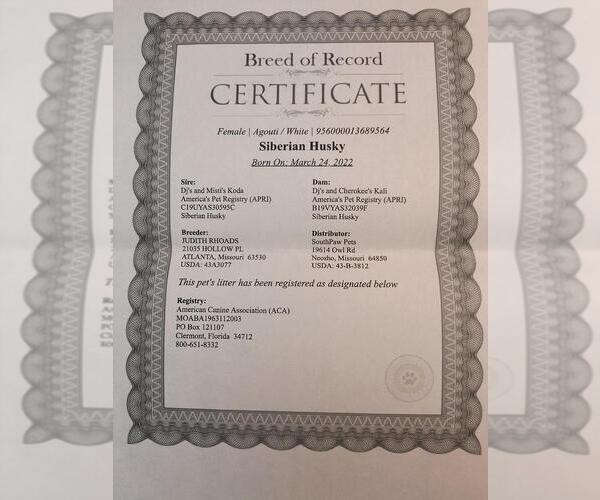 Breed of Record
CERTIFICATE
Female | Agouti / White | 956000013689564
Siberian Husky
Born On: March 24, 2022
Sire:
Dj's and Misti's Koda
America's Pet Registry (APRI)
C19UYAS30595C
Siberian Husky
Dam:
Dj's and Cherokee's Kali
America's Pet Registry (APRI)
B19VYAS32039F
Siberian Husky
Breeder:
JUDITH RHOADS
21035 HOLLOW PL
ATLANTA, Missouri 63530
USDA: 43A3077
Distributor:
SouthPaw Pets
19614 Owl Rd
Neosho, Missouri 64850
USDA: 43-B-3812
This pet's litter has been registered as designated below
Registry:
American Canine Association (ACA)
MOABA1963112003
PO Box 121107
Clermont, Florida 34712
800-651-8332